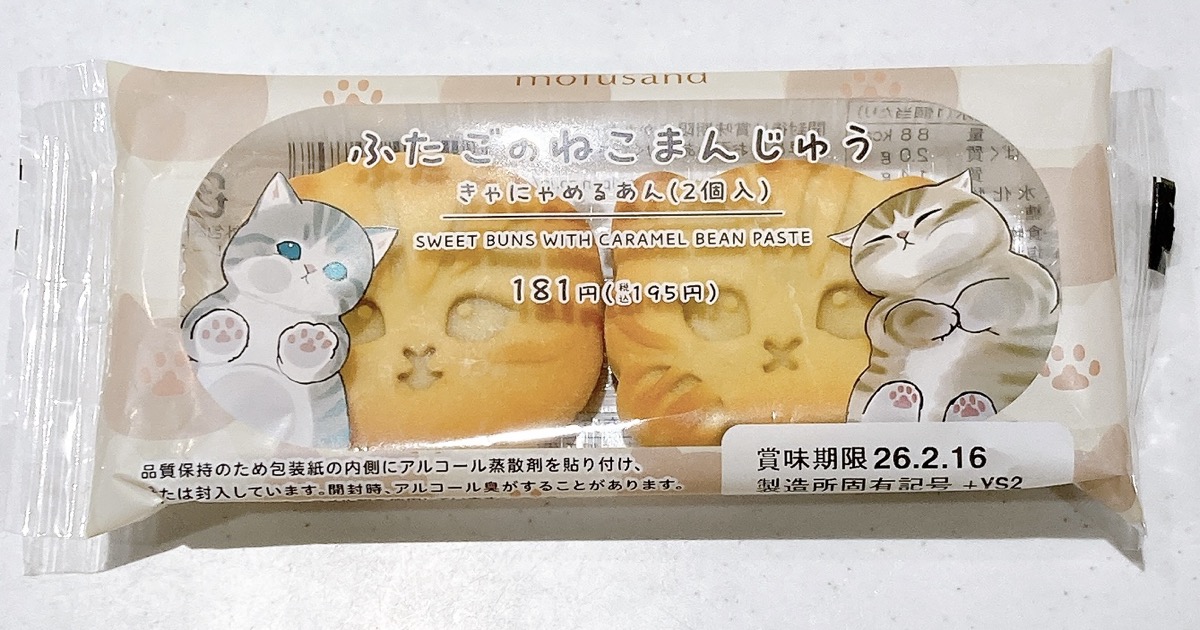 mofusand
ふたごのねこまんじゅう
きゃにゃめるあん(2個入)
SWEET BUNS WITH CARAMEL BEAN PASTE
181円(税込195円)
品質保持のため包装紙の内側にアルコール蒸散剤を貼り付け、
または封入しています。開封時、アルコール臭がすることがあります。
賞味期限 26.2.16
製造所固有記号 +YS2